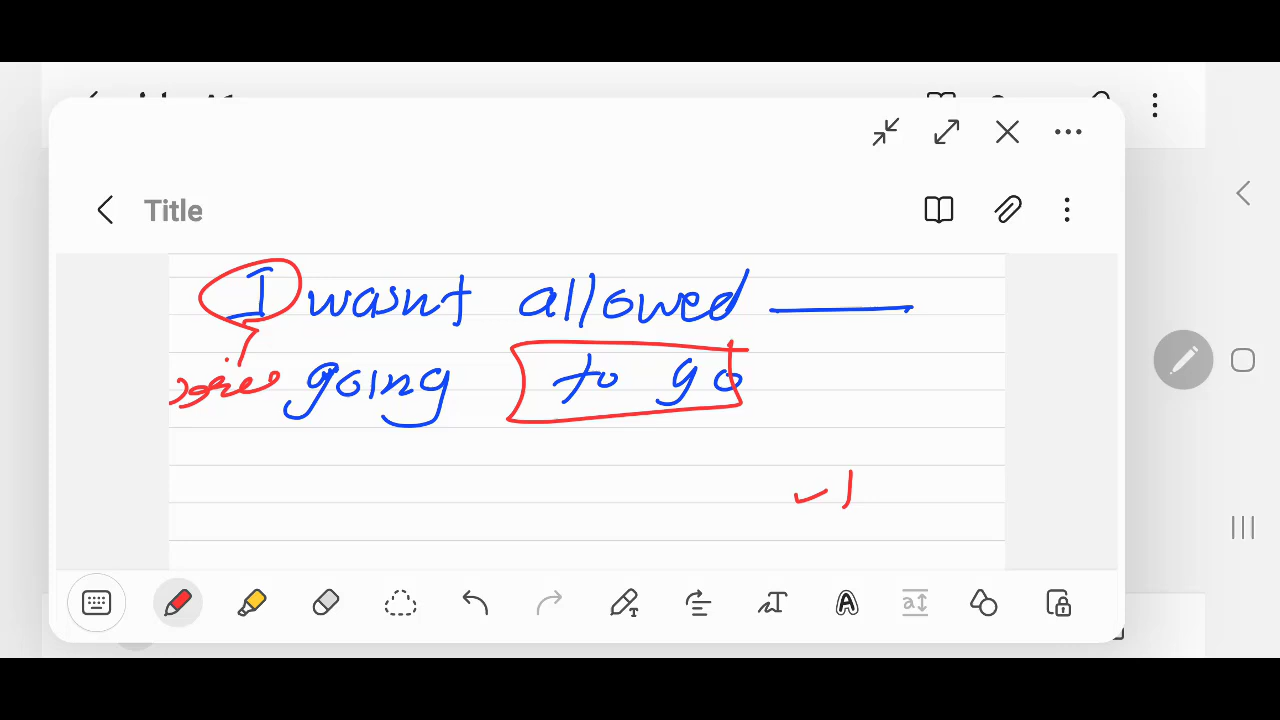 Title
I wasnt allowed ———
going to go